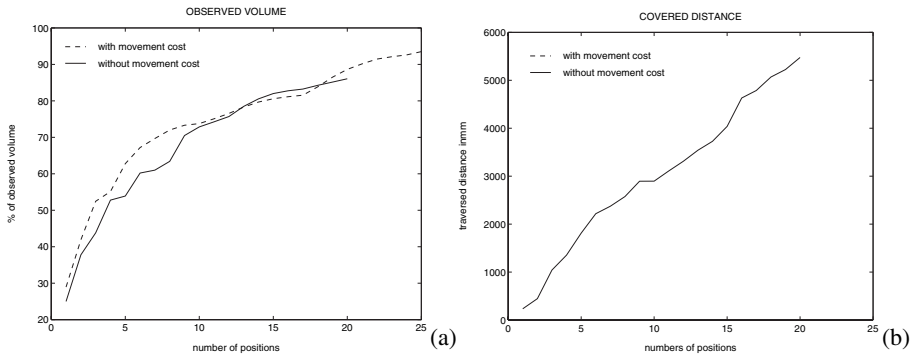 OBSERVED VOLUME
100
90
80
70
60
50
40
30
20
0
5
10
15
20
25
% of observed volume
number of positions
with movement cost
without movement cost
(a)
COVERED DISTANCE
6000
5000
4000
3000
2000
1000
0
0
5
10
15
20
25
traversed distance inmm
numbers of positions
with movement cost
without movement cost
(b)